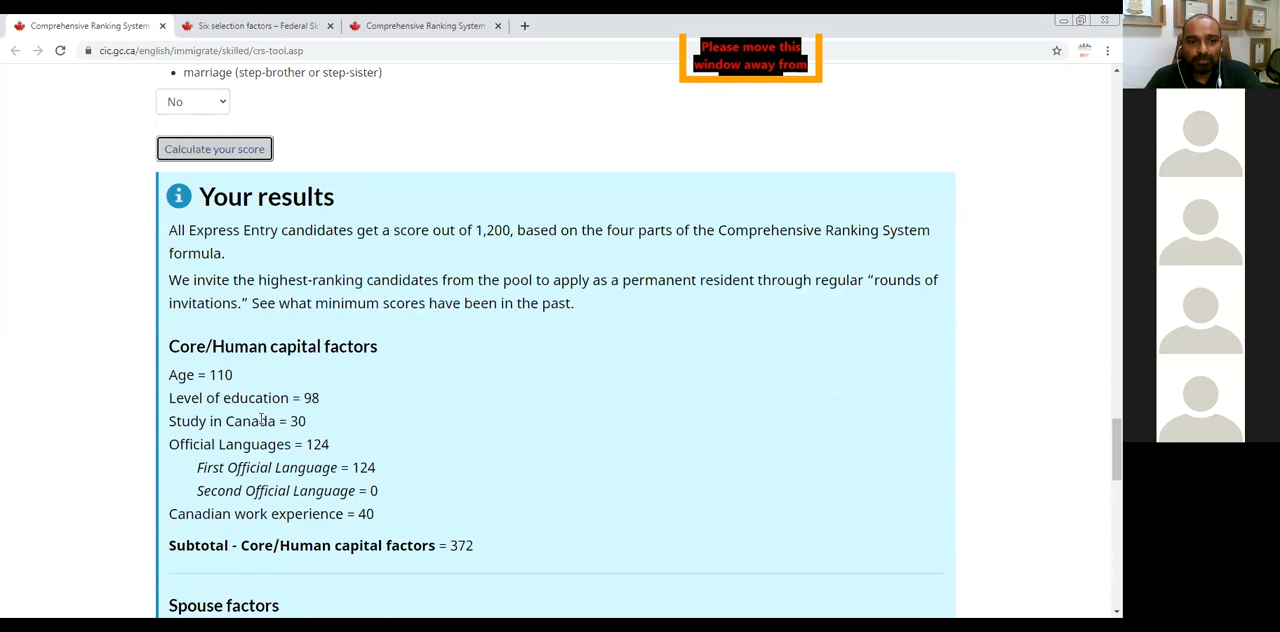 Comprehensive Ranking System
Six selection factors – Federal Sk
Comprehensive Ranking System
cic.gc.ca/english/immigrate/skilled/crs-tool.asp
Please move this
window away from
marriage (step-brother or step-sister)
No
Calculate your score
Your results
All Express Entry candidates get a score out of 1,200, based on the four parts of the Comprehensive Ranking System
formula.
We invite the highest-ranking candidates from the pool to apply as a permanent resident through regular “rounds of
invitations.” See what minimum scores have been in the past.
Core/Human capital factors
Age = 110
Level of education = 98
Study in Canada = 30
Official Languages = 124
First Official Language = 124
Second Official Language = 0
Canadian work experience = 40
Subtotal - Core/Human capital factors = 372
Spouse factors